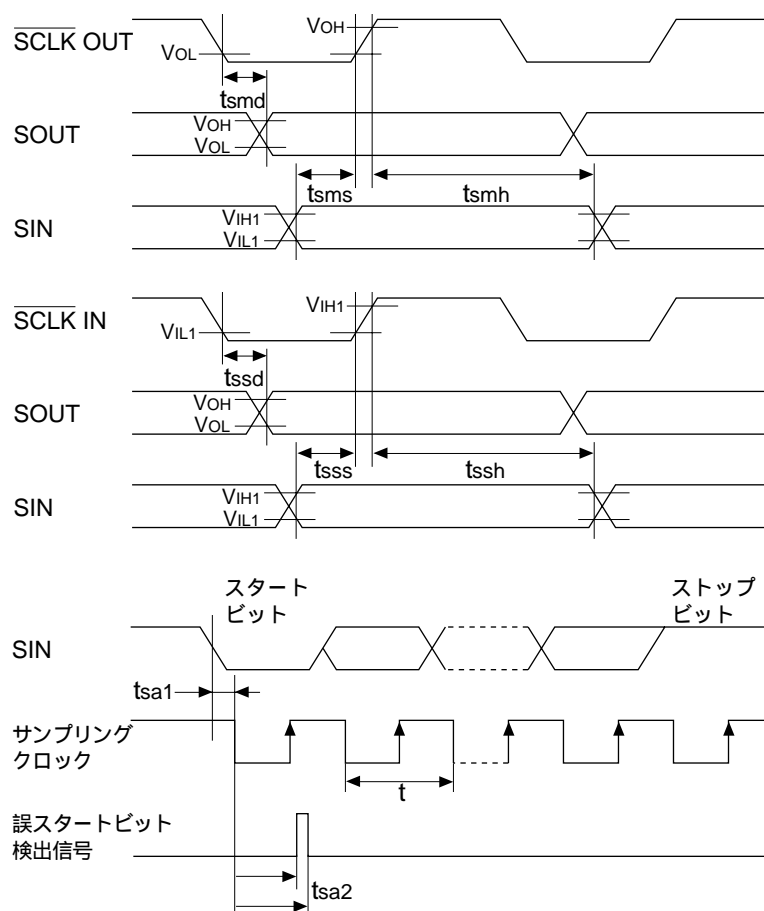 SCLK OUT
VOH
VOL
tsmd
SOUT
VOH
VOL
tsms
tsmh
SIN
VIH1
VIL1
SCLK IN
VIH1
VIL1
tssd
SOUT
VOH
VOL
tsss
tssh
SIN
VIH1
VIL1
スタート
ビット
ストップ
ビット
SIN
tsa1
サンプリング
クロック
t
誤スタートビット
検出信号
tsa2